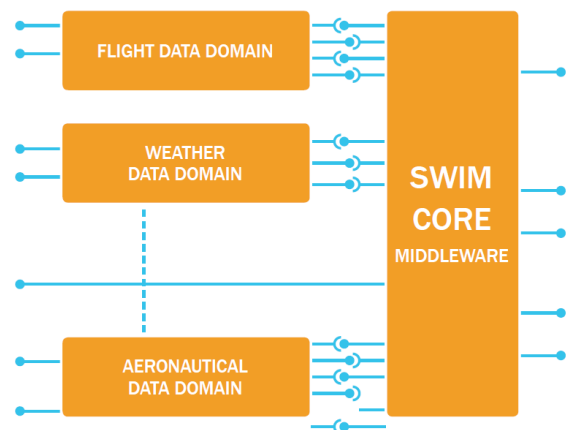 FLIGHT DATA DOMAIN
WEATHER
DATA DOMAIN
SWIM
CORE
MIDDLEWARE
AERONAUTICAL
DATA DOMAIN